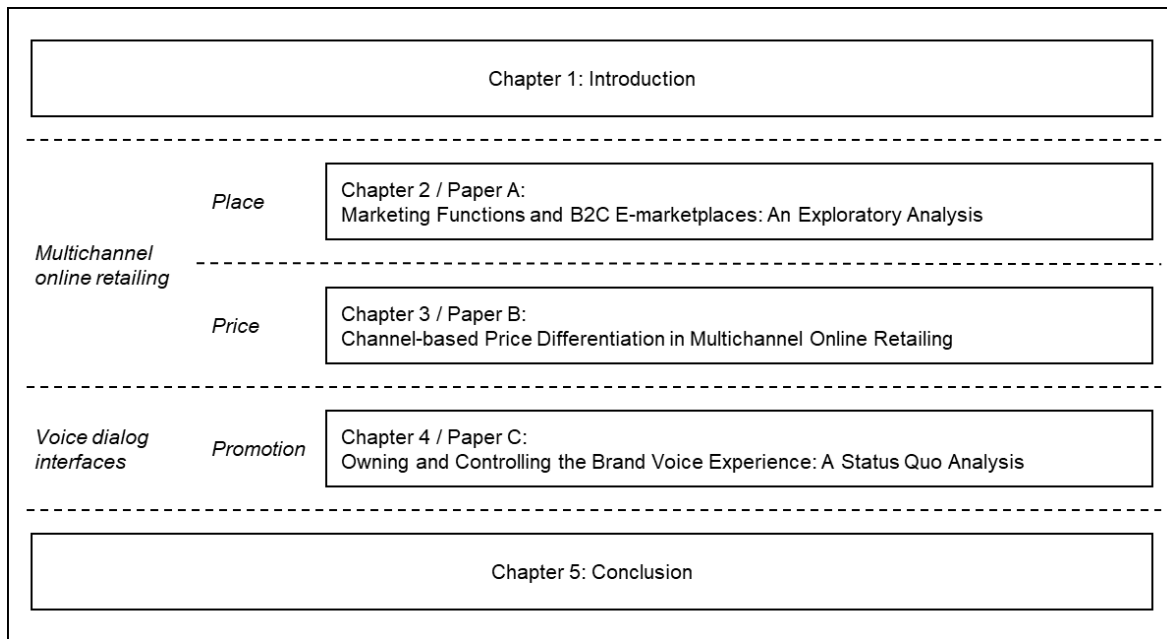 Chapter 1: Introduction
Multichannel
online retailing
Place
Chapter 2 / Paper A:
Marketing Functions and B2C E-marketplaces: An Exploratory Analysis
Price
Chapter 3 / Paper B:
Channel-based Price Differentiation in Multichannel Online Retailing
Voice dialog
interfaces
Promotion
Chapter 4 / Paper C:
Owning and Controlling the Brand Voice Experience: A Status Quo Analysis
Chapter 5: Conclusion